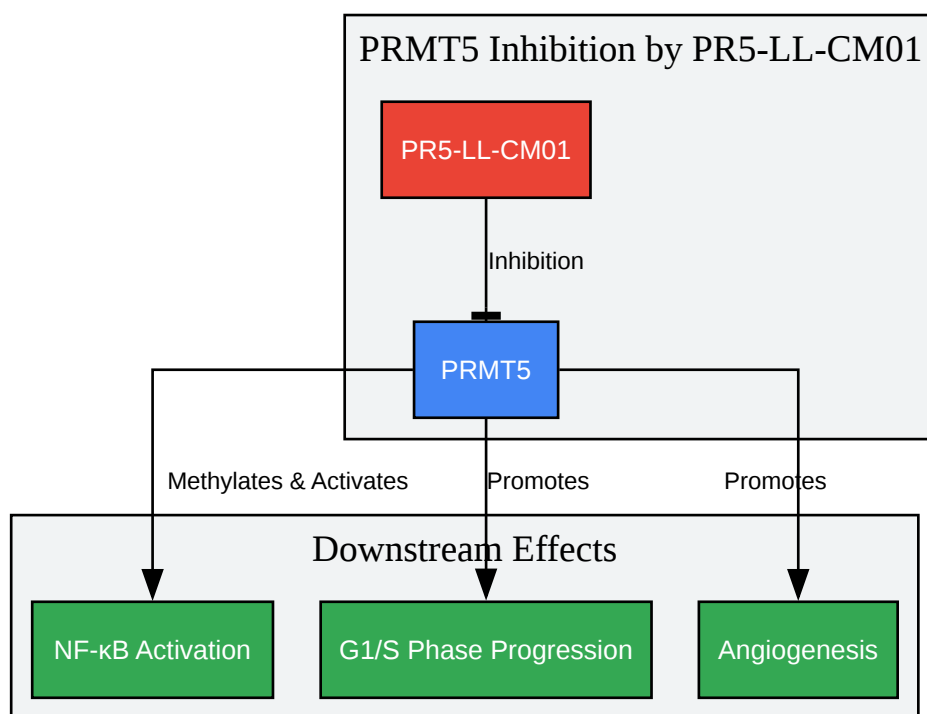 PRMT5 Inhibition by PR5-LL-CM01
PR5-LL-CM01
Inhibition
PRMT5
Methylates & Activates
Promotes
Promotes
Downstream Effects
NF-κB Activation
G1/S Phase Progression
Angiogenesis